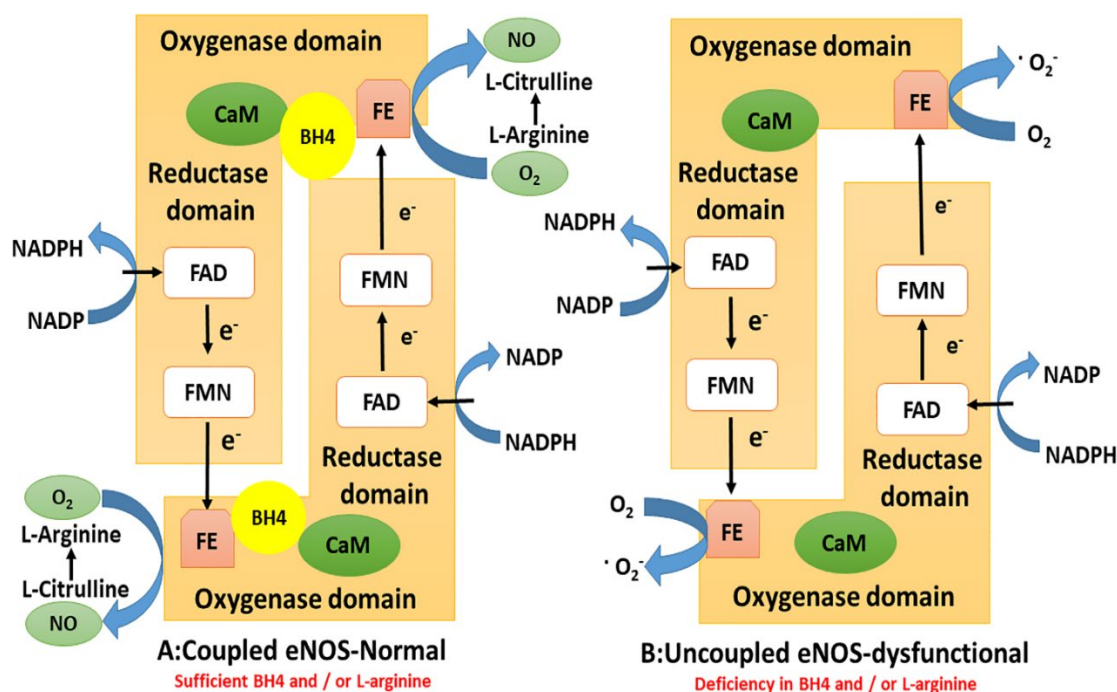 Oxygenase domain
NO
L-Citrulline
L-Arginine
O₂
CaM
BH4
FE
Reductase
domain
e⁻
NADPH
NADP
FAD
FMN
e⁻
e⁻
FMN
FAD
e⁻
NADP
NADPH
e⁻
Reductase
domain
O₂
L-Arginine
L-Citrulline
NO
FE
BH4
CaM
Oxygenase domain
A:Coupled eNOS-Normal
Sufficient BH4 and / or L-arginine
Oxygenase domain
· O₂⁻
O₂
CaM
FE
Reductase
domain
e⁻
NADPH
NADP
FAD
FMN
e⁻
e⁻
FMN
FAD
e⁻
NADP
NADPH
e⁻
Reductase
domain
O₂
· O₂⁻
FE
CaM
Oxygenase domain
B:Uncoupled eNOS-dysfunctional
Deficiency in BH4 and / or L-arginine